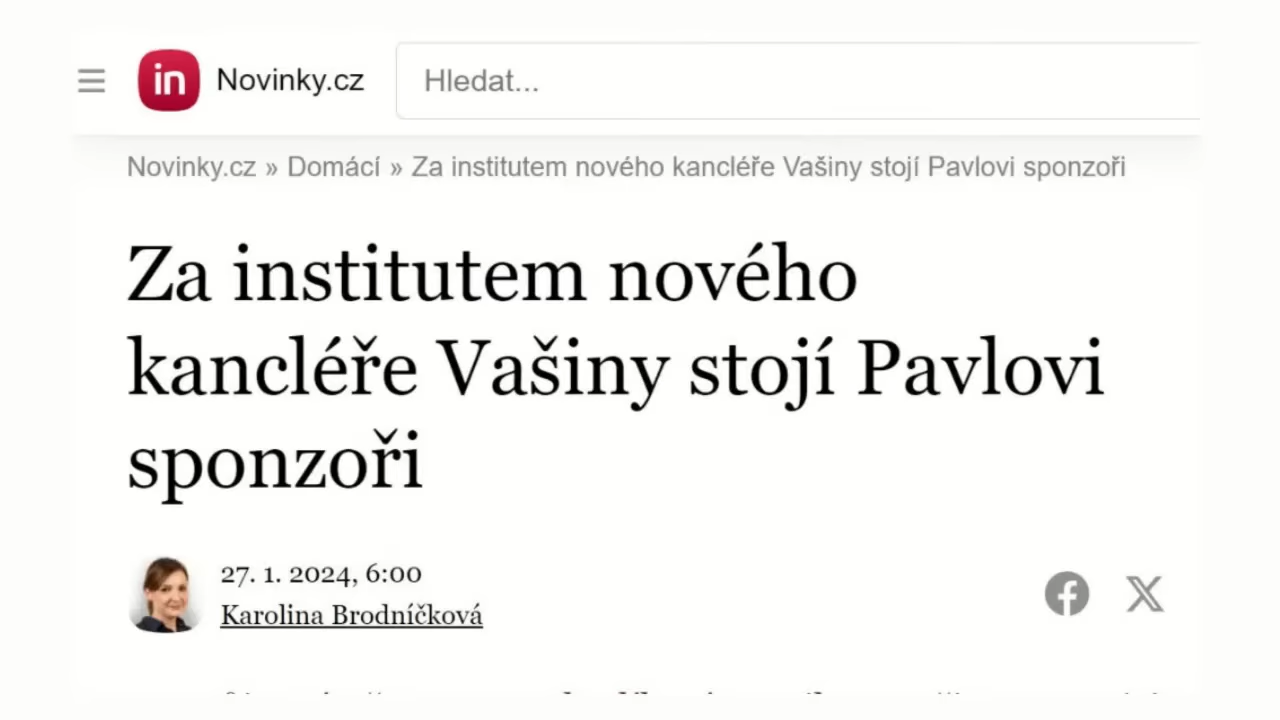 in Novinky.cz Hledat...
Novinky.cz » Domácí » Za institutem nového kancléře Vašiny stojí Pavlovi sponzoři
Za institutem nového
kancléře Vašiny stojí Pavlovi
sponzoři
27. 1. 2024, 6:00
Karolina Brodníčková